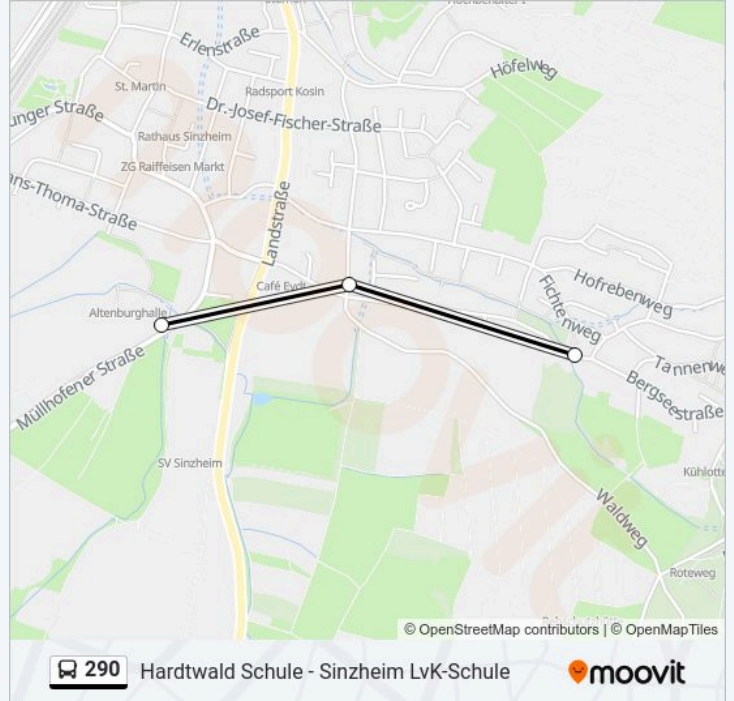 Erlenstraße
Höfelweg
St. Martin
Radsport Kosin
unger Straße
Dr.-Josef-Fischer-Straße
Rathaus Sinzheim
ZG Raiffeisen Markt
ans-Thoma-Straße
Landstraße
Café Eydt
Fichtenweg
Hofrebenweg
Altenburghalle
Müllhofener Straße
Tannenwe
Bergseestraße
SV Sinzheim
Kühlotte
Waldweg
Roteweg
© OpenStreetMap contributors | © OpenMapTiles
290 Hardtwald Schule - Sinzheim LvK-Schule moovit